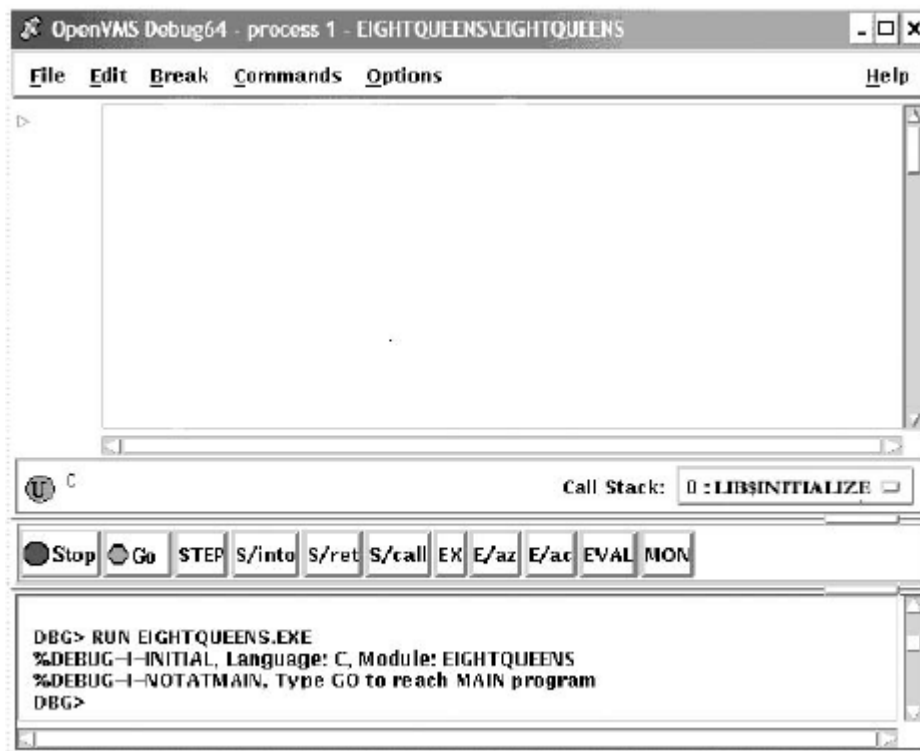 OpenVMS Debug64 - process 1 - EIGHTQUEENS\EIGHTQUEENS
File Edit Break Commands Options Help
U C Call Stack: 0 : LIB$INITIALIZE
Stop Go STEP S/into S/ret S/call EX E/az E/ac EVAL MON
DBG> RUN EIGHTQUEENS.EXE
%DEBUG-I-INITIAL, Language: C, Module: EIGHTQUEENS
%DEBUG-I-NOTATMAIN, Type GO to reach MAIN program
DBG>